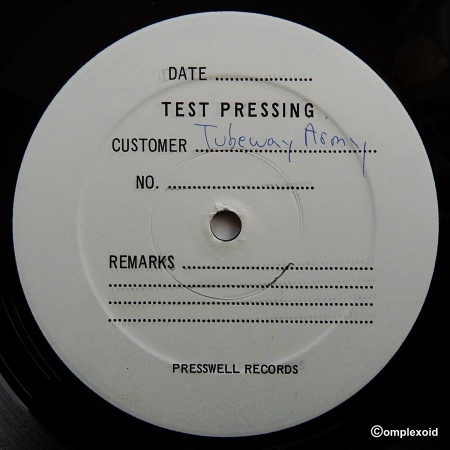 DATE ....................
TEST PRESSING
CUSTOMER Tubeway Army
NO. ..............................
REMARKS ..............................
PRESSWELL RECORDS
©omplexoid